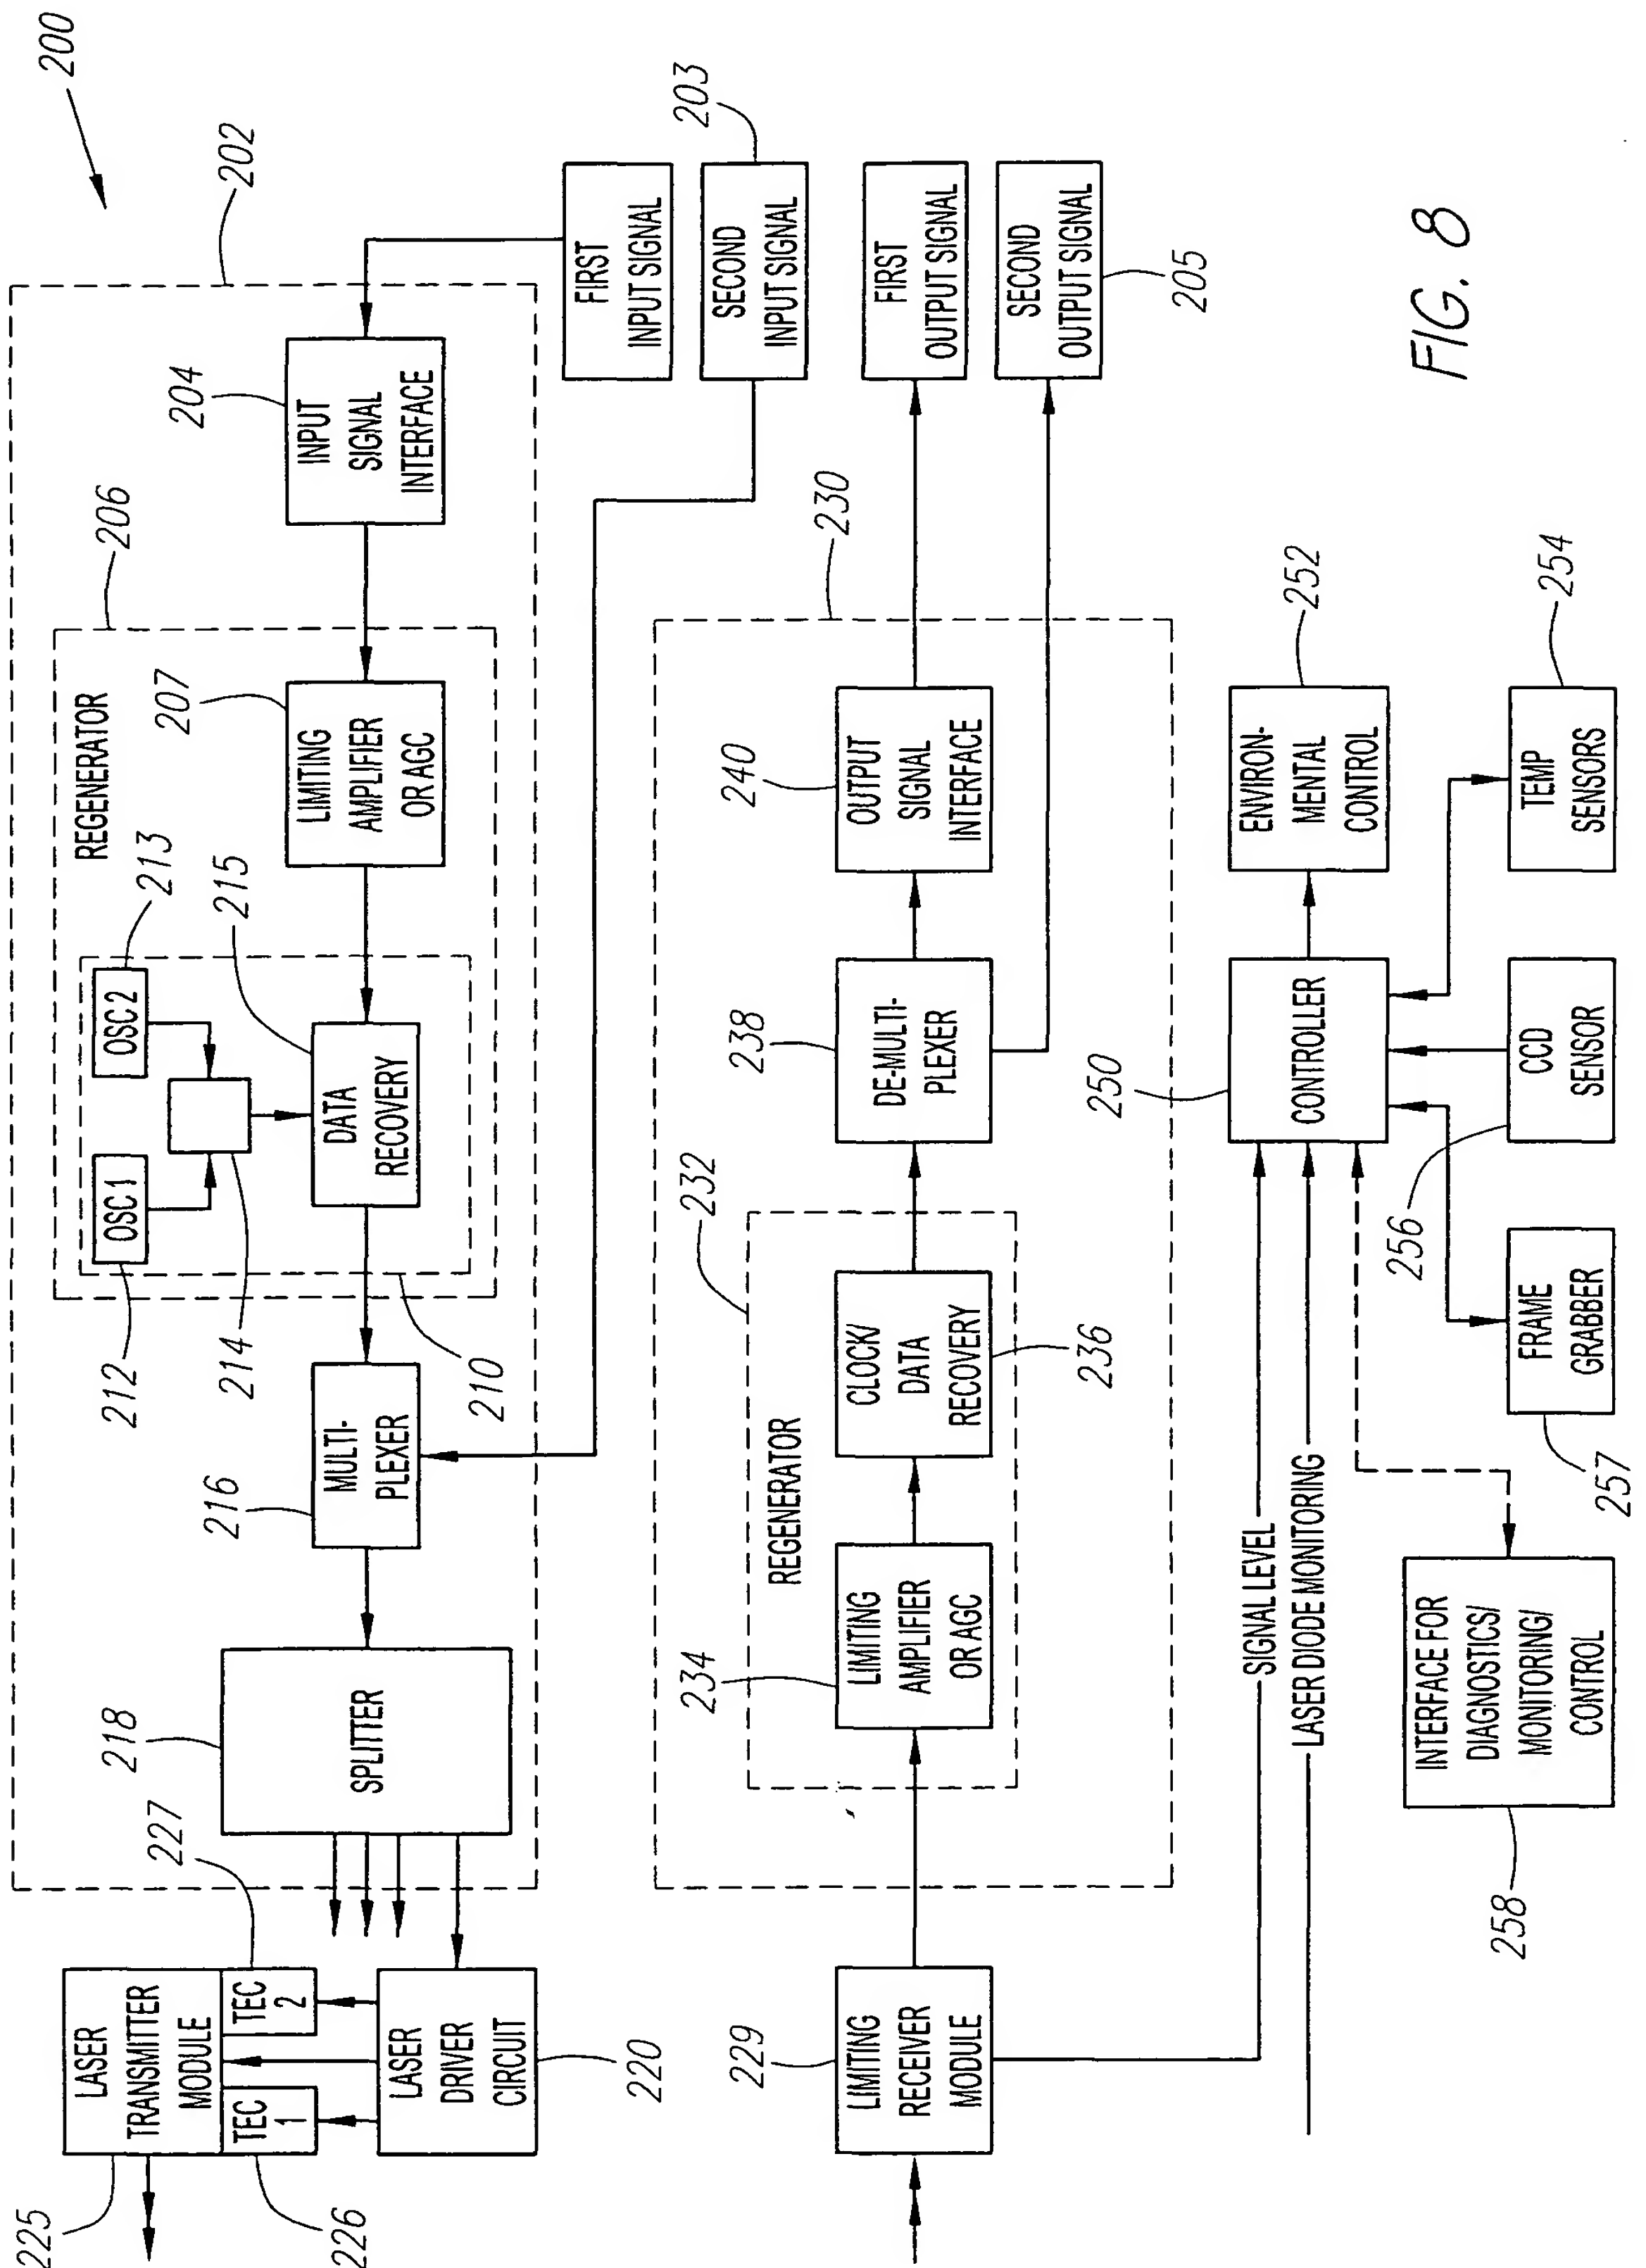 200
202
203
206
204
FIRST
INPUT SIGNAL
SECOND
INPUT SIGNAL
INPUT
SIGNAL
INTERFACE
REGENERATOR
207
LIMITING
AMPLIFIER
OR AGC
213
OSC2
215
OSC1
212
214
DATA
RECOVERY
210
216
MULTI-
PLEXER
218
SPLITTER
227
LASER
TRANSMITTER
MODULE
TEC
2
TEC
1
LASER
DRIVER
CIRCUIT
225
226
220
FIRST
OUTPUT SIGNAL
SECOND
OUTPUT SIGNAL
205
230
240
OUTPUT
SIGNAL
INTERFACE
238
DE-MULTI-
PLEXER
232
REGENERATOR
CLOCK/
DATA
RECOVERY
236
234
LIMITING
AMPLIFIER
OR AGC
229
LIMITING
RECEIVER
MODULE
SIGNAL LEVEL
LASER DIODE MONITORING
250
CONTROLLER
252
ENVIRON-
MENTAL
CONTROL
254
TEMP
SENSORS
CCD
SENSOR
256
FRAME
GRABBER
257
INTERFACE FOR
DIAGNOSTICS/
MONITORING/
CONTROL
258
FIG. 8